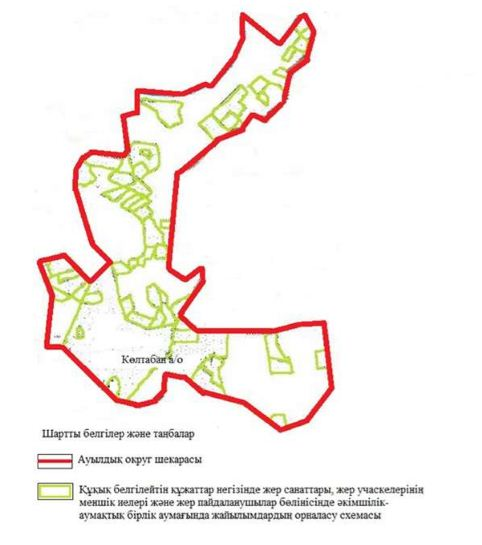 Көлтабан а/о
Шартты белгілер және таңбалар
Ауылдық округ шекарасы
Құқық белгілейтін құжаттар негізінде жер санаттары, жер учаскелерінің
меншік иелері және жер пайдаланушылар бөлінісінде әкімшілік-
аумақтық бірлік аумағында жайылымдардың орналасу схемасы